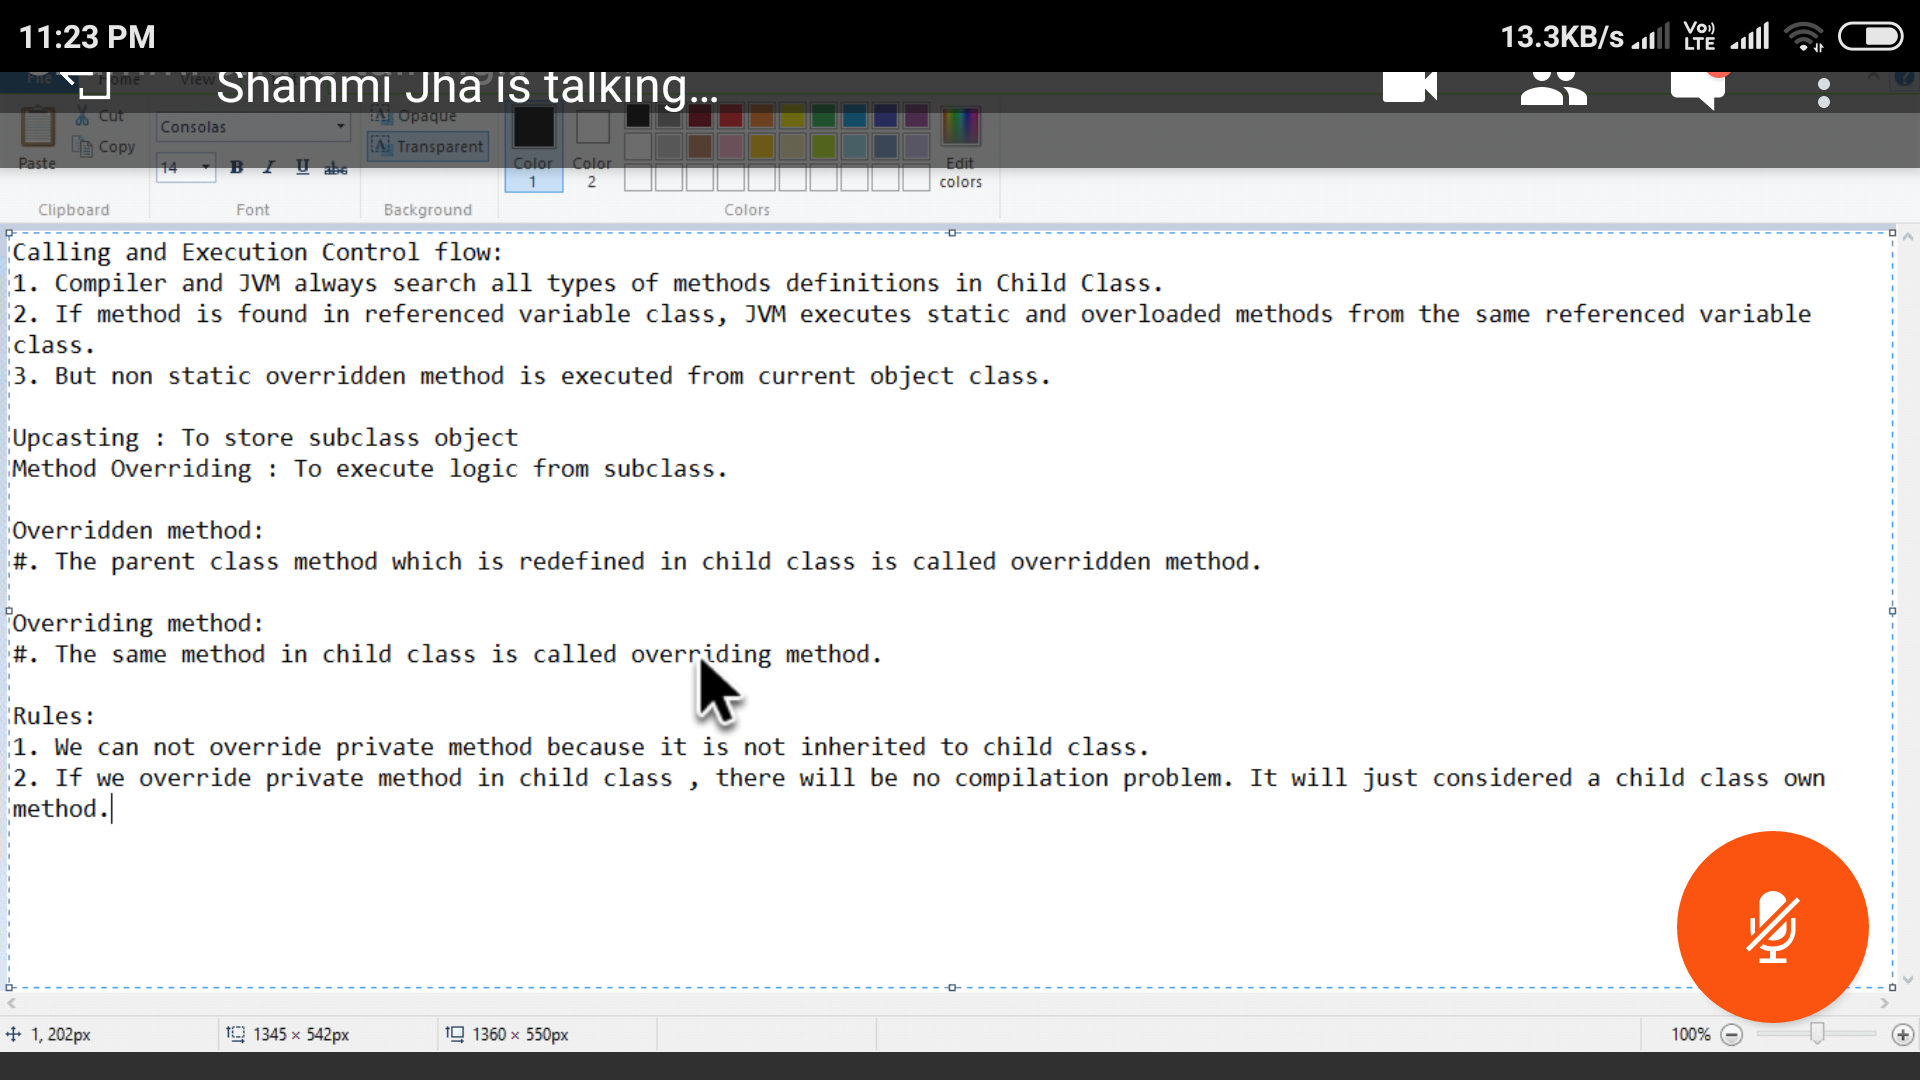 11:23 PM
13.3KB/s
Vo))
LTE
Shammi Jha is talking...
Home
View
Cut
Copy
Paste
Consolas
14
B I U abc
Opaque
Transparent
Color
1
Color
2
Edit
colors
Clipboard
Font
Background
Colors
Calling and Execution Control flow:
1. Compiler and JVM always search all types of methods definitions in Child Class.
2. If method is found in referenced variable class, JVM executes static and overloaded methods from the same referenced variable
class.
3. But non static overridden method is executed from current object class.
Upcasting : To store subclass object
Method Overriding : To execute logic from subclass.
Overridden method:
#. The parent class method which is redefined in child class is called overridden method.
Overriding method:
#. The same method in child class is called overriding method.
Rules:
1. We can not override private method because it is not inherited to child class.
2. If we override private method in child class , there will be no compilation problem. It will just considered a child class own
method.
1, 202px
1345 × 542px
1360 × 550px
100%